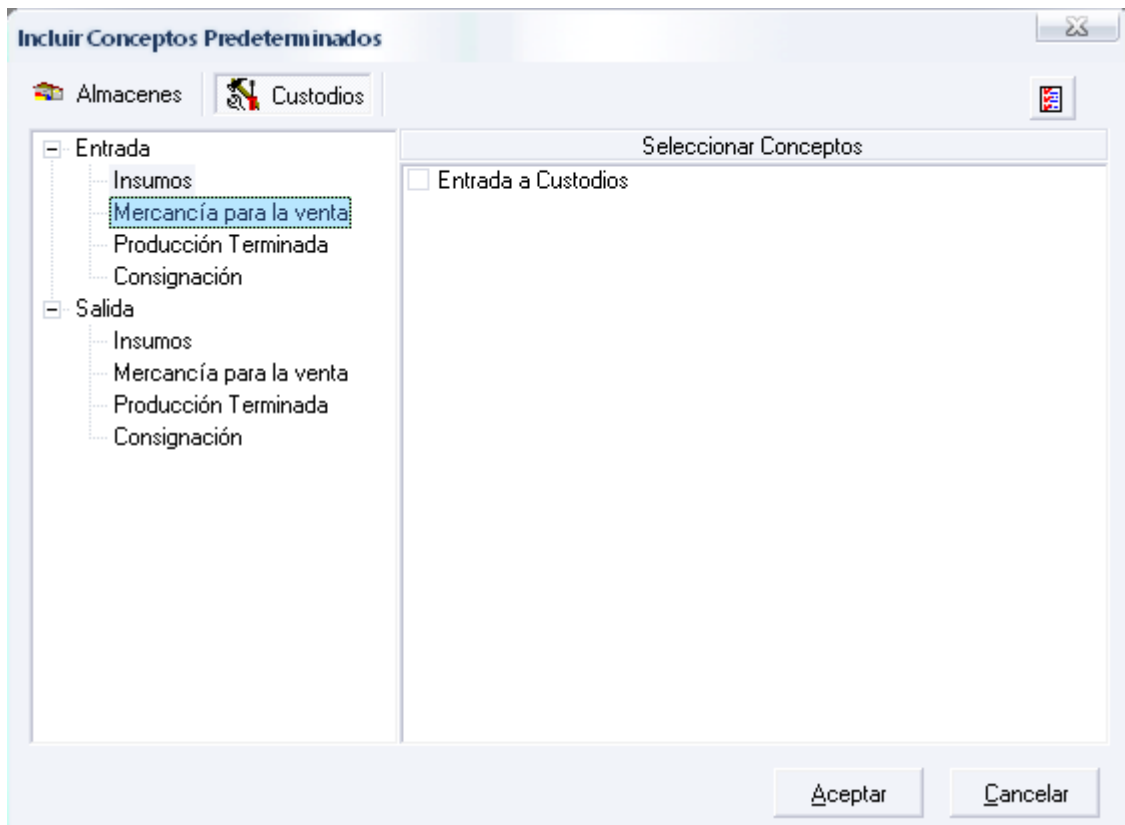 Incluir Conceptos Predeterminados
Almacenes
Custodios
Entrada
Insumos
Mercancía para la venta
Producción Terminada
Consignación
Salida
Insumos
Mercancía para la venta
Producción Terminada
Consignación
Seleccionar Conceptos
Entrada a Custodios
Aceptar
Cancelar